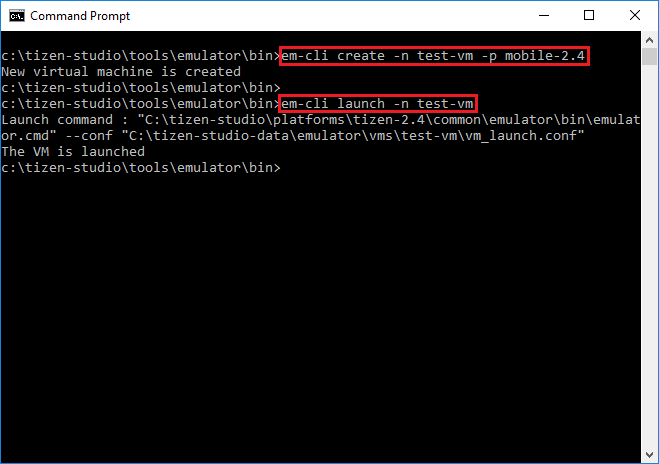 Command Prompt
c:\tizen-studio\tools\emulator\bin>em-cli create -n test-vm -p mobile-2.4
New virtual machine is created
c:\tizen-studio\tools\emulator\bin>
c:\tizen-studio\tools\emulator\bin>em-cli launch -n test-vm
Launch command : "C:\tizen-studio\platforms\tizen-2.4\common\emulator\bin\emulat
or.cmd" --conf "C:\tizen-studio-data\emulator\vms\test-vm\vm_launch.conf"
The VM is launched
c:\tizen-studio\tools\emulator\bin>